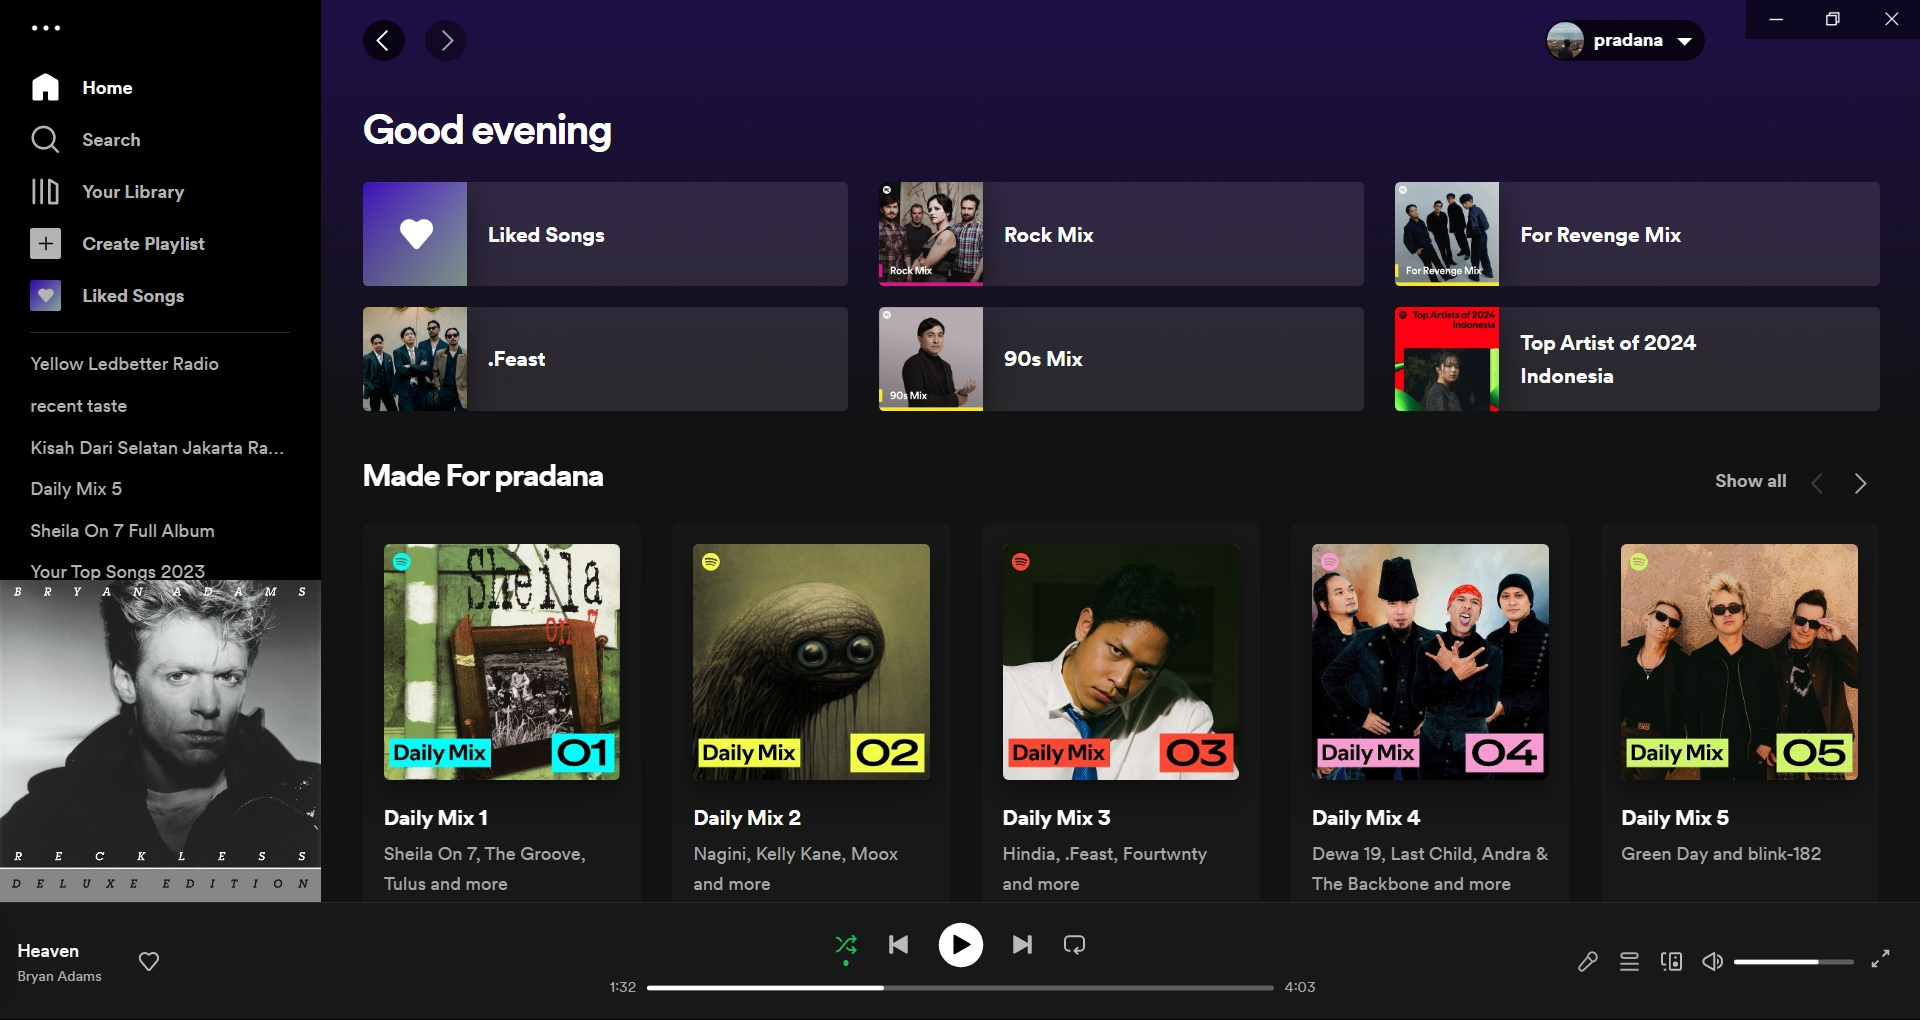 Home
Search
Your Library
Create Playlist
Liked Songs
Yellow Ledbetter Radio
recent taste
Kisah Dari Selatan Jakarta Ra...
Daily Mix 5
Sheila On 7 Full Album
Your Top Songs 2023
BRYAN ADAMS
RECKLESS
DELUXE EDITION
pradana
Good evening
Liked Songs
Rock Mix
Rock Mix
For Revenge Mix
For Revenge Mix
.Feast
90s Mix
90s Mix
Top Artists of 2024
Indonesia
Top Artist of 2024
Indonesia
Made For pradana
Show all
Sheila
on 7
Daily Mix 01
Daily Mix 02
Daily Mix 03
Daily Mix 04
Daily Mix 05
Daily Mix 1
Sheila On 7, The Groove,
Tulus and more
Daily Mix 2
Nagini, Kelly Kane, Moox
and more
Daily Mix 3
Hindia, .Feast, Fourtwnty
and more
Daily Mix 4
Dewa 19, Last Child, Andra &
The Backbone and more
Daily Mix 5
Green Day and blink-182
Heaven
Bryan Adams
1:32
4:03